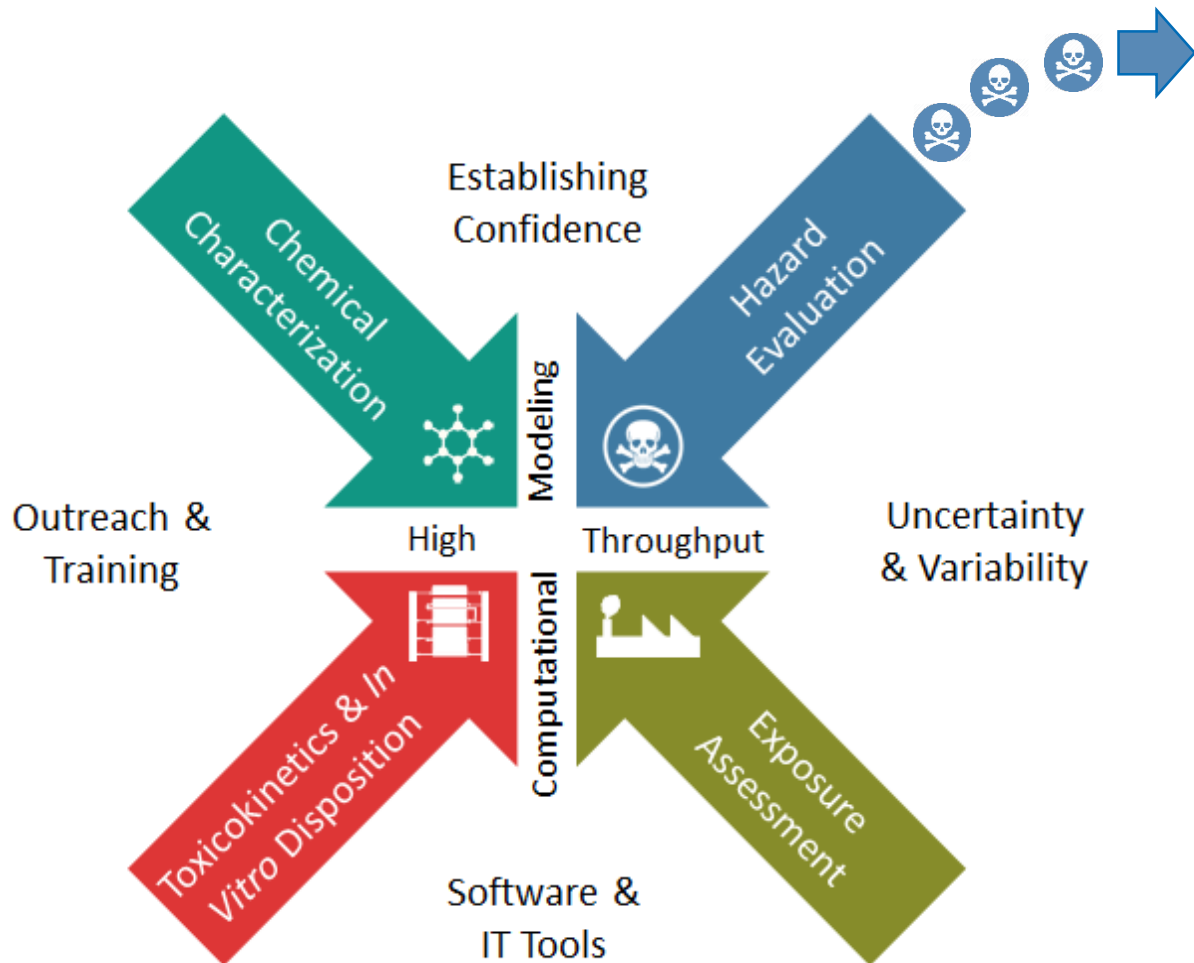 Establishing
Confidence
Chemical
Characterization
Hazard
Evaluation
Modeling
Outreach &
Training
High
Throughput
Uncertainty
& Variability
Computational
Toxicokinetics & In
Vitro Disposition
Exposure
Assessment
Software &
IT Tools